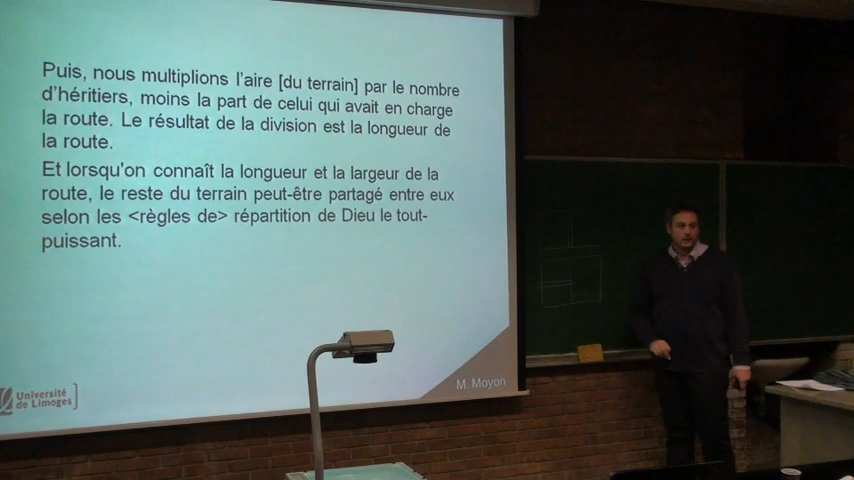 Puis, nous multiplions l'aire [du terrain] par le nombre
d'héritiers, moins la part de celui qui avait en charge
la route. Le résultat de la division est la longueur de
la route.
Et lorsqu'on connaît la longueur et la largeur de la
route, le reste du terrain peut-être partagé entre eux
selon les <règles de> répartition de Dieu le tout-
puissant.
Université
de Limoges
M. Moyon